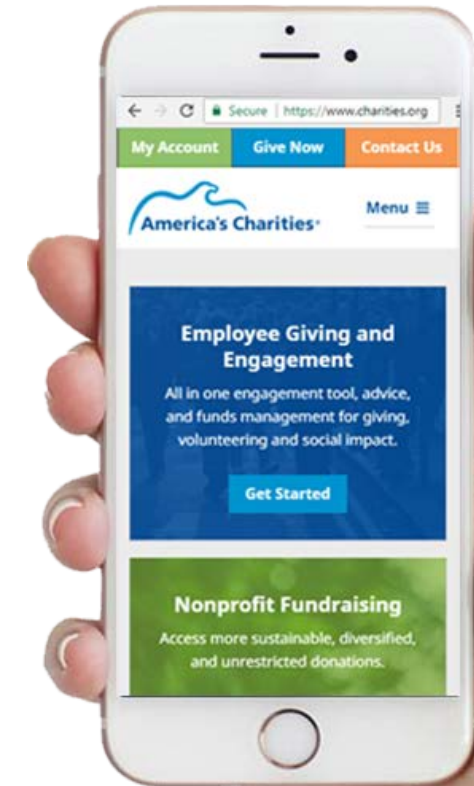 Secure | https://www.charities.org
My Account Give Now Contact Us
America's Charities® Menu
Employee Giving and
Engagement
All in one engagement tool, advice,
and funds management for giving,
volunteering and social impact.
Get Started
Nonprofit Fundraising
Access more sustainable, diversified,
and unrestricted donations.